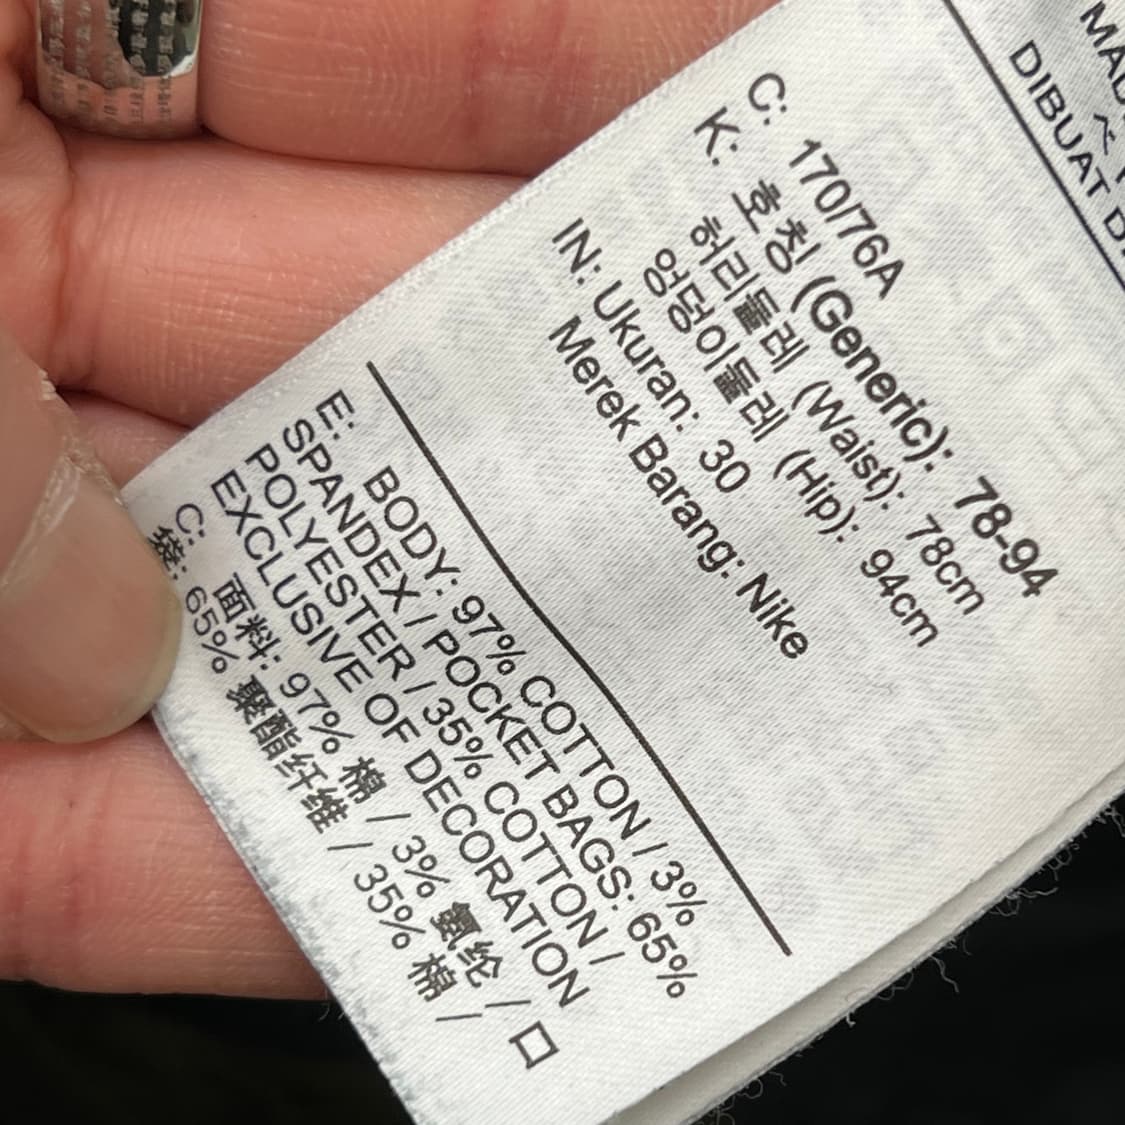 DIBUAT
C: 170/76A
K: 호칭 (Generic): 78-94
허리둘레 (Waist): 78cm
엉덩이둘레 (Hip): 94cm
IN: Ukuran: 30
Merek Barang: Nike
E: BODY: 97% COTTON / 3%
SPANDEX / POCKET BAGS: 65%
POLYESTER / 35% COTTON /
EXCLUSIVE OF DECORATION
C: 面料: 97% 棉 / 3% 氨纶 / 口
袋: 65% 聚酯纤维 / 35% 棉 /